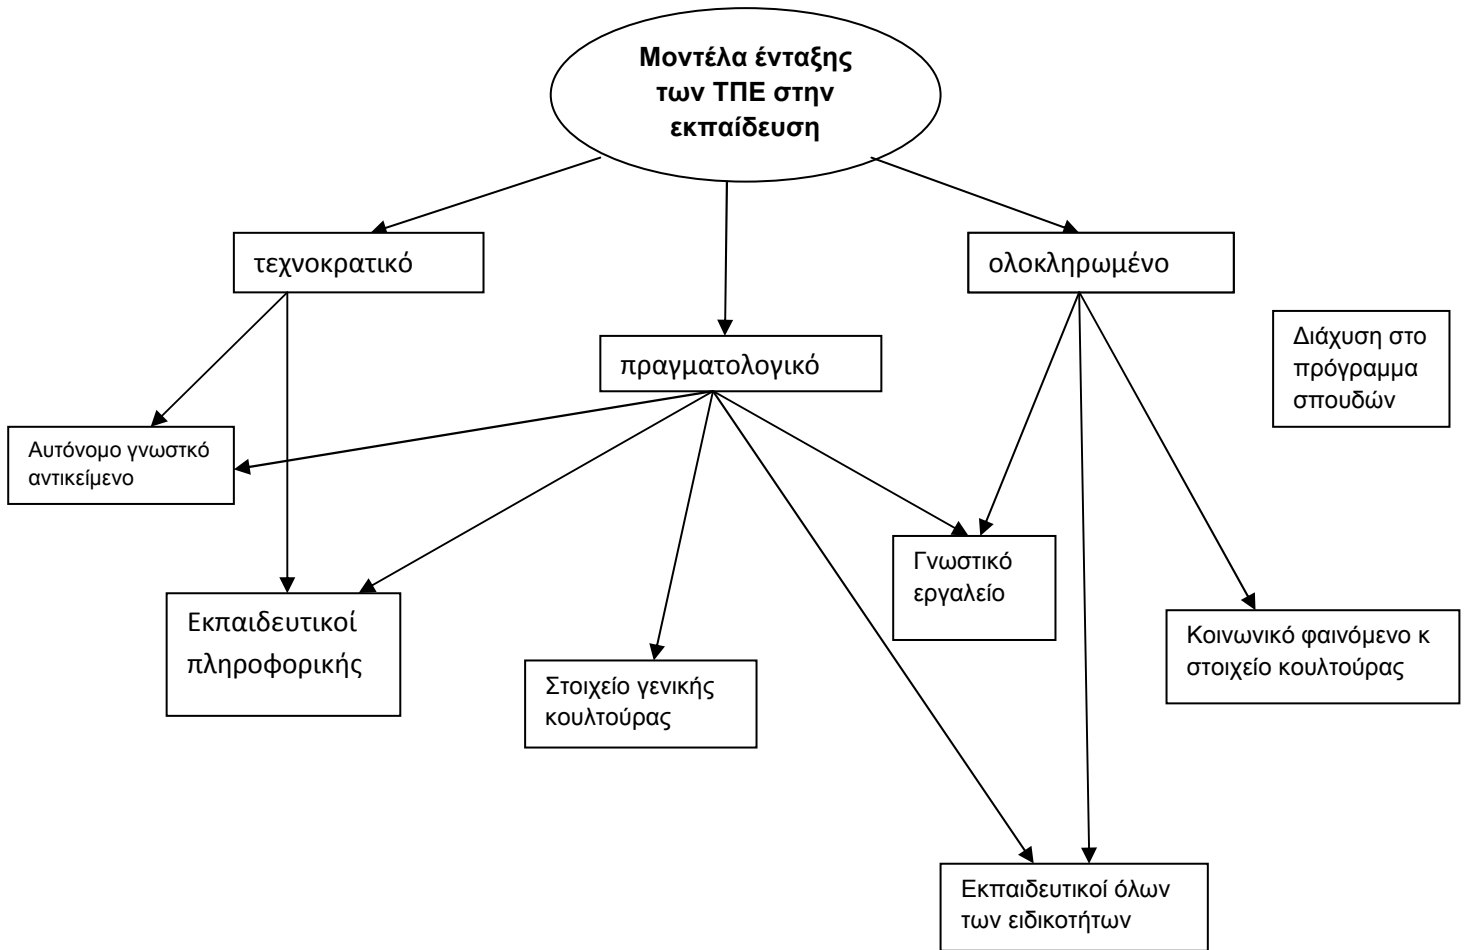 Μοντέλα ένταξης
των ΤΠΕ στην
εκπαίδευση
τεχνοκρατικό
ολοκληρωμένο
πραγματολογικό
Διάχυση στο
πρόγραμμα
σπουδών
Αυτόνομο γνωστκό
αντικείμενο
Γνωστικό
εργαλείο
Εκπαιδευτικοί
πληροφορικής
Κοινωνικό φαινόμενο κ
στοιχείο κουλτούρας
Στοιχείο γενικής
κουλτούρας
Εκπαιδευτικοί όλων
των ειδικοτήτων